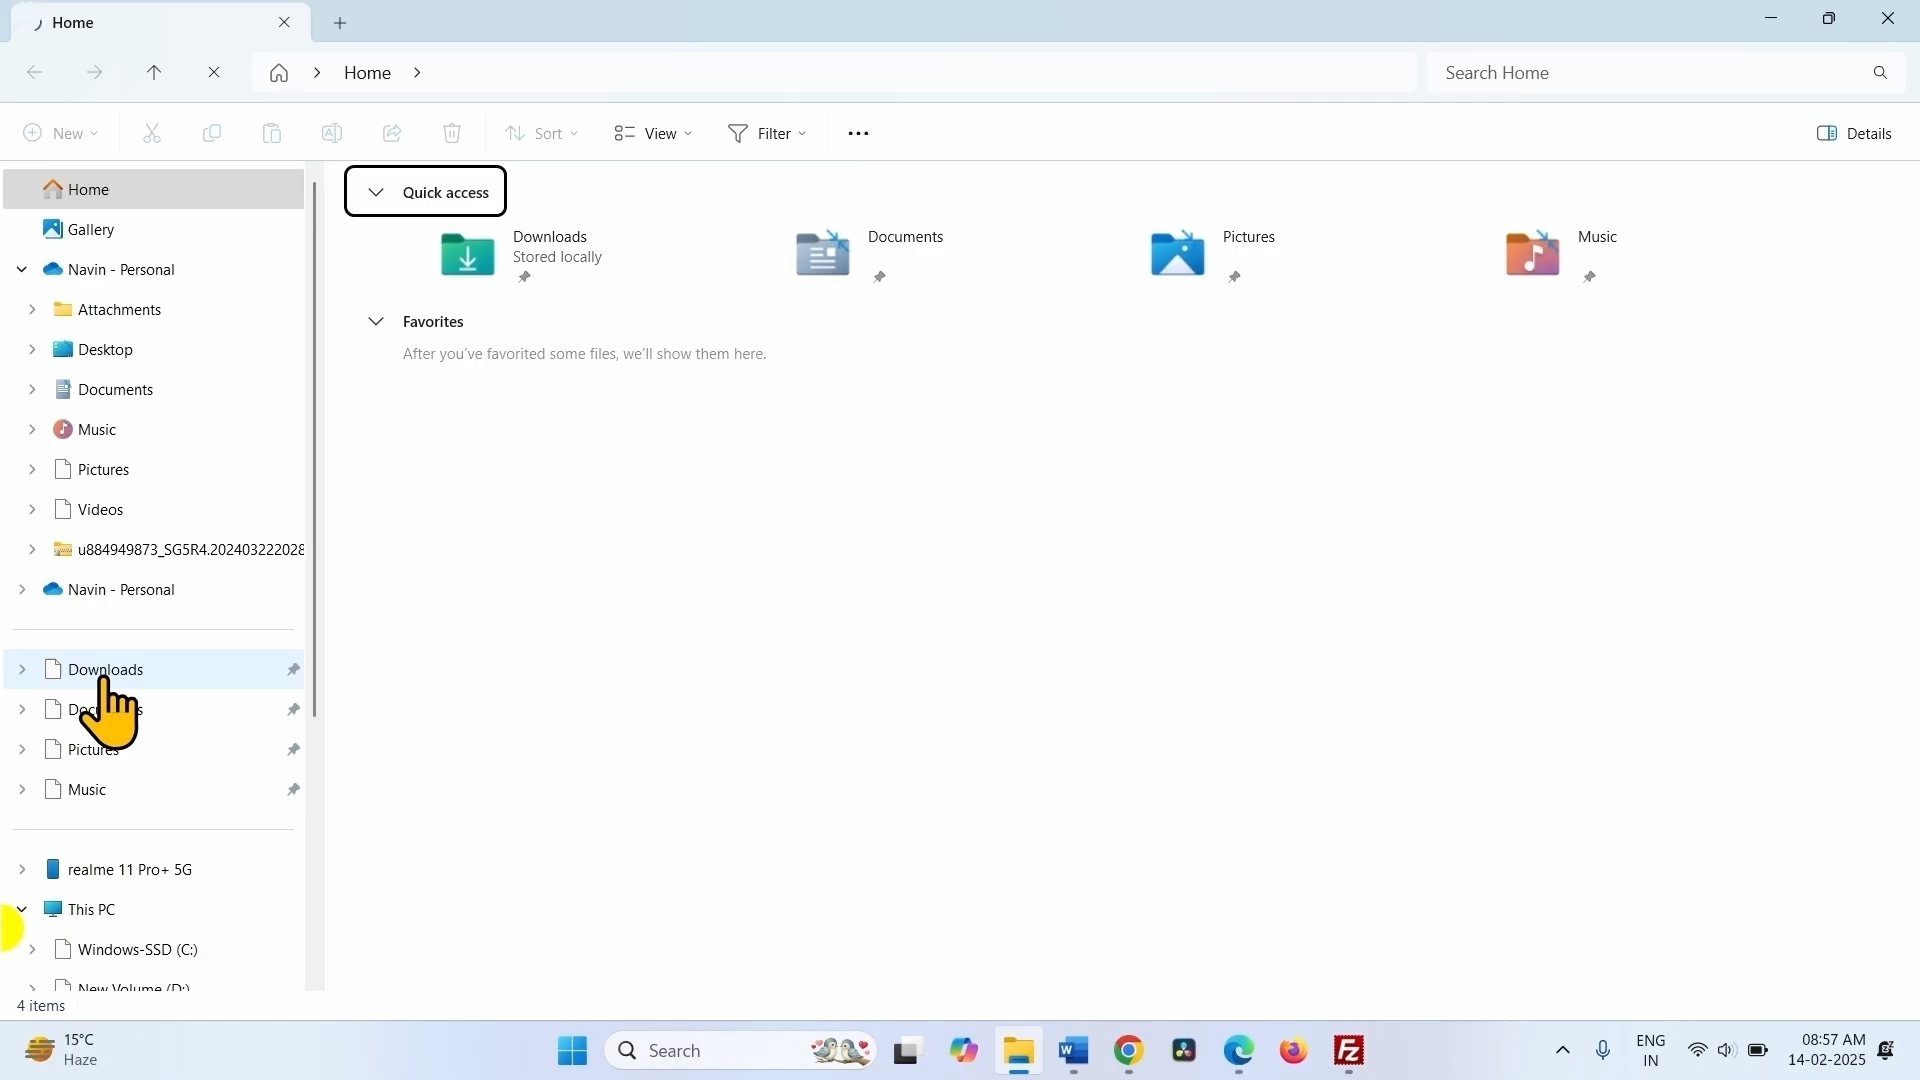 Home
Home
Search Home
New
Sort
View
Filter
Details
Home
Gallery
Navin - Personal
Attachments
Desktop
Documents
Music
Pictures
Videos
u884949873_SG5R4.202403222028
Navin - Personal
Downloads
Pictures
Music
realme 11 Pro+ 5G
This PC
Windows-SSD (C:)
New Volume (D:)
4 items
Quick access
Downloads
Stored locally
Documents
Pictures
Music
Favorites
After you've favorited some files, we'll show them here.
15°C
Haze
Search
ENG
IN
08:57 AM
14-02-2025